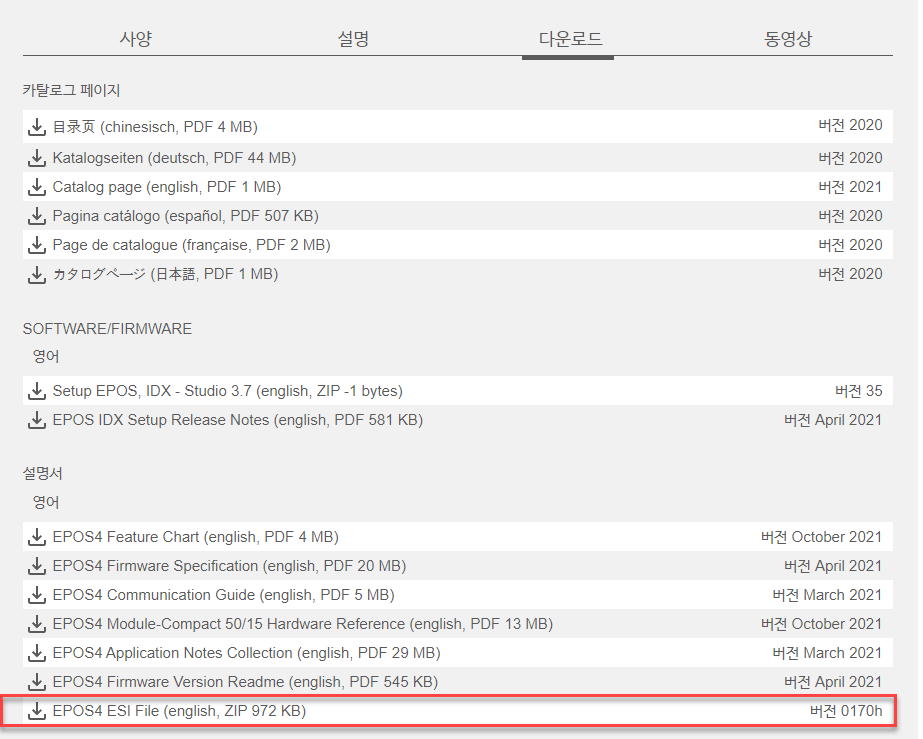 사양 설명 다운로드 동영상
카탈로그 페이지
目录页 (chinesisch, PDF 4 MB) 버전 2020
Katalogseiten (deutsch, PDF 44 MB) 버전 2020
Catalog page (english, PDF 1 MB) 버전 2021
Pagina catálogo (español, PDF 507 KB) 버전 2020
Page de catalogue (française, PDF 2 MB) 버전 2020
カタログページ (日本語, PDF 1 MB) 버전 2020
SOFTWARE/FIRMWARE
영어
Setup EPOS, IDX - Studio 3.7 (english, ZIP -1 bytes) 버전 35
EPOS IDX Setup Release Notes (english, PDF 581 KB) 버전 April 2021
설명서
영어
EPOS4 Feature Chart (english, PDF 4 MB) 버전 October 2021
EPOS4 Firmware Specification (english, PDF 20 MB) 버전 April 2021
EPOS4 Communication Guide (english, PDF 5 MB) 버전 March 2021
EPOS4 Module-Compact 50/15 Hardware Reference (english, PDF 13 MB) 버전 October 2021
EPOS4 Application Notes Collection (english, PDF 29 MB) 버전 March 2021
EPOS4 Firmware Version Readme (english, PDF 545 KB) 버전 April 2021
EPOS4 ESI File (english, ZIP 972 KB) 버전 0170h